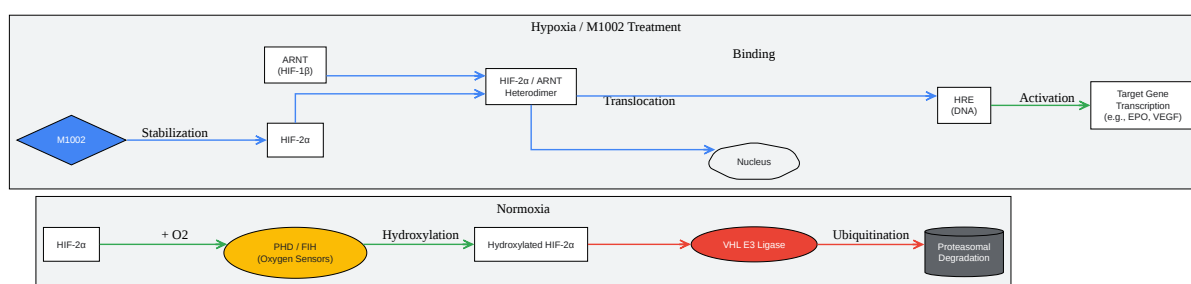 Hypoxia / M1002 Treatment
ARNT
(HIF-1β)
Binding
HIF-2α / ARNT
Heterodimer
Translocation
HRE
(DNA)
Activation
Target Gene
Transcription
(e.g., EPO, VEGF)
M1002
Stabilization
HIF-2α
Nucleus
Normoxia
HIF-2α
+ O2
PHD / FIH
(Oxygen Sensors)
Hydroxylation
Hydroxylated HIF-2α
VHL E3 Ligase
Ubiquitination
Proteasomal
Degradation